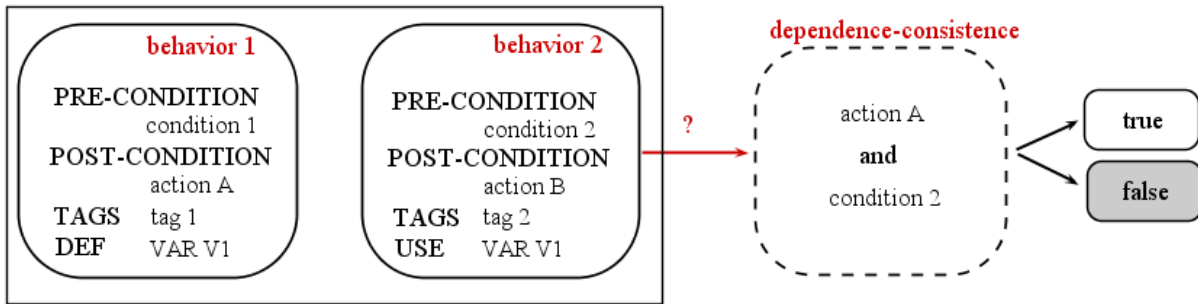 behavior 1
PRE-CONDITION
condition 1
POST-CONDITION
action A
TAGS tag 1
DEF VAR V1
behavior 2
PRE-CONDITION
condition 2
POST-CONDITION
action B
TAGS tag 2
USE VAR V1
?
dependence-consistence
action A
and
condition 2
true
false